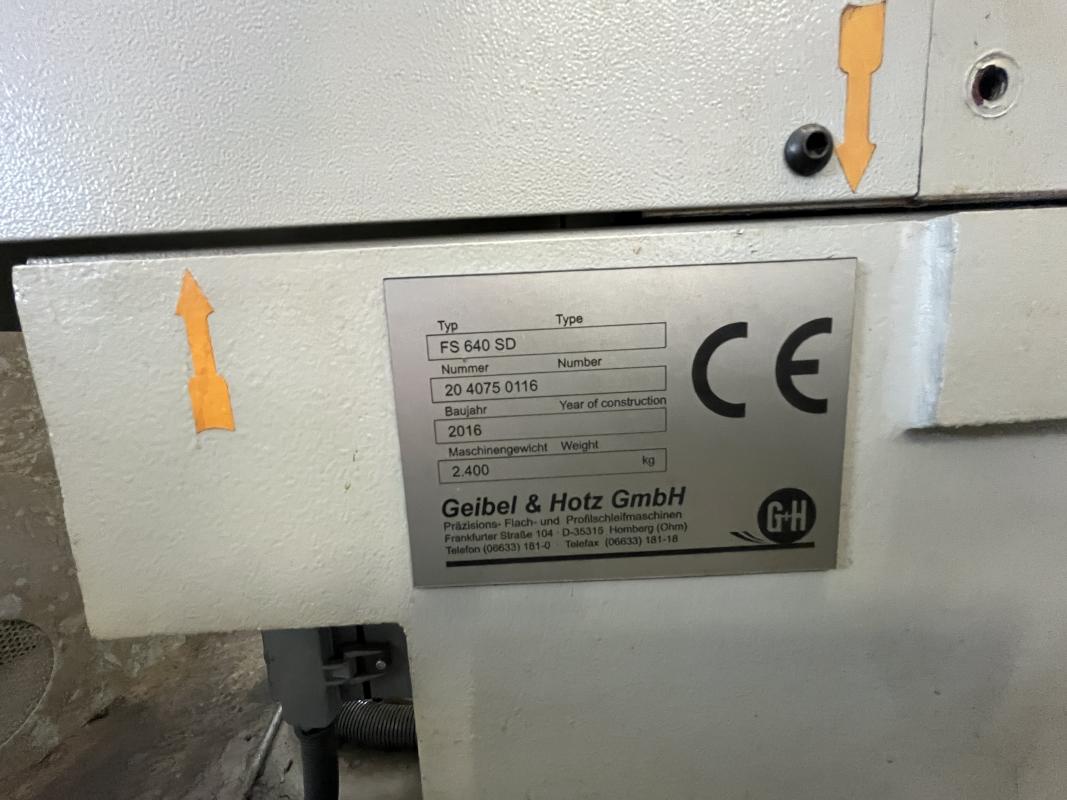 Typ Type
FS 640 SD
Nummer Number
20 4075 0116
Baujahr Year of construction
2016
Maschinengewicht Weight
2.400 kg
CE
Geibel & Hotz GmbH
Präzisions- Flach- und Profilschleifmaschinen
Frankfurter Straße 104 · D-35315 Homberg (Ohm)
Telefon (06633) 181-0 · Telefax (06633) 181-18
G+H